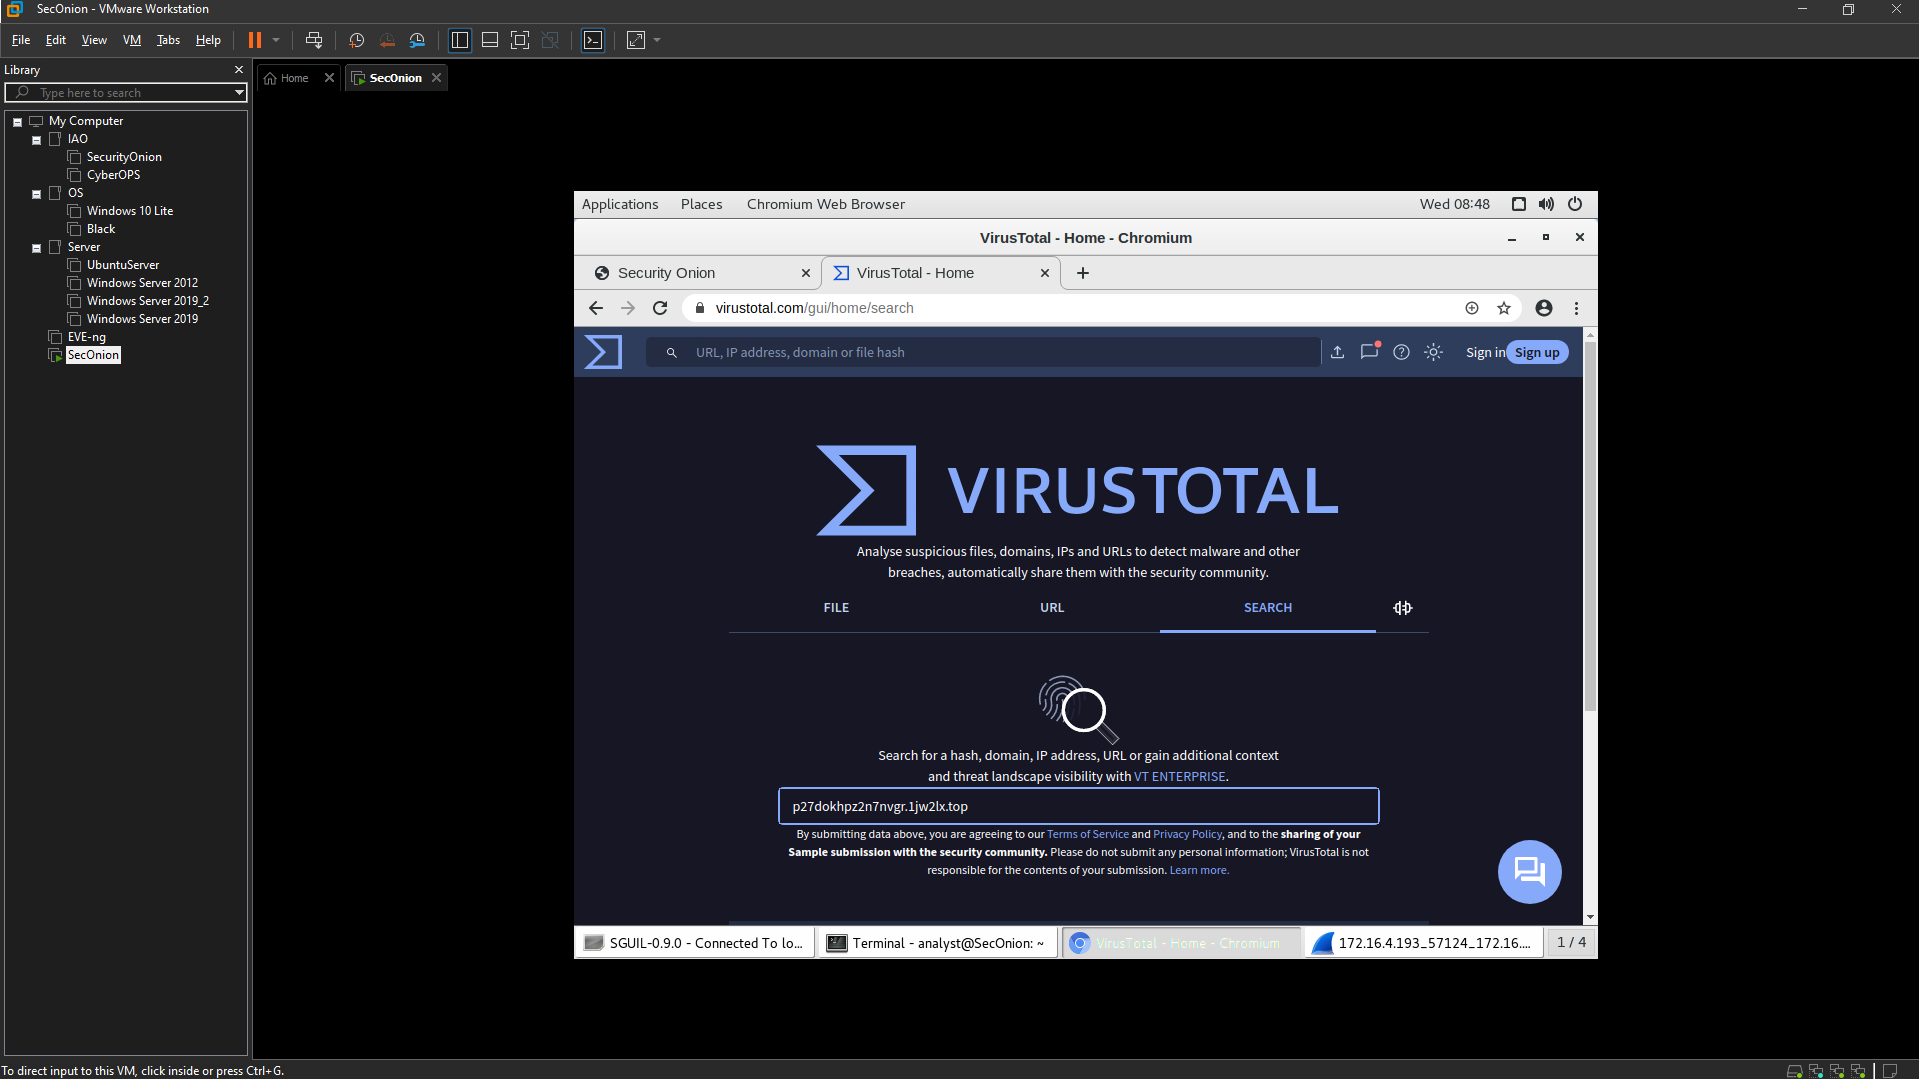 SecOnion - VMware Workstation
File Edit View VM Tabs Help
Library
Type here to search
My Computer
IAO
SecurityOnion
CyberOPS
OS
Windows 10 Lite
Black
Server
UbuntuServer
Windows Server 2012
Windows Server 2019_2
Windows Server 2019
EVE-ng
SecOnion
Home SecOnion
Applications Places Chromium Web Browser Wed 08:48
VirusTotal - Home - Chromium
Security Onion VirusTotal - Home
virustotal.com/gui/home/search
URL, IP address, domain or file hash Sign in Sign up
VIRUSTOTAL
Analyse suspicious files, domains, IPs and URLs to detect malware and other
breaches, automatically share them with the security community.
FILE URL SEARCH
Search for a hash, domain, IP address, URL or gain additional context
and threat landscape visibility with VT ENTERPRISE.
p27dokhpz2n7nvgr.1jw2lx.top
By submitting data above, you are agreeing to our Terms of Service and Privacy Policy, and to the sharing of your
Sample submission with the security community. Please do not submit any personal information; VirusTotal is not
responsible for the contents of your submission. Learn more.
SGUIL-0.9.0 - Connected To lo... Terminal - analyst@SecOnion: ~ VirusTotal - Home - Chromium 172.16.4.193_57124_172.16.... 1 / 4
To direct input to this VM, click inside or press Ctrl+G.